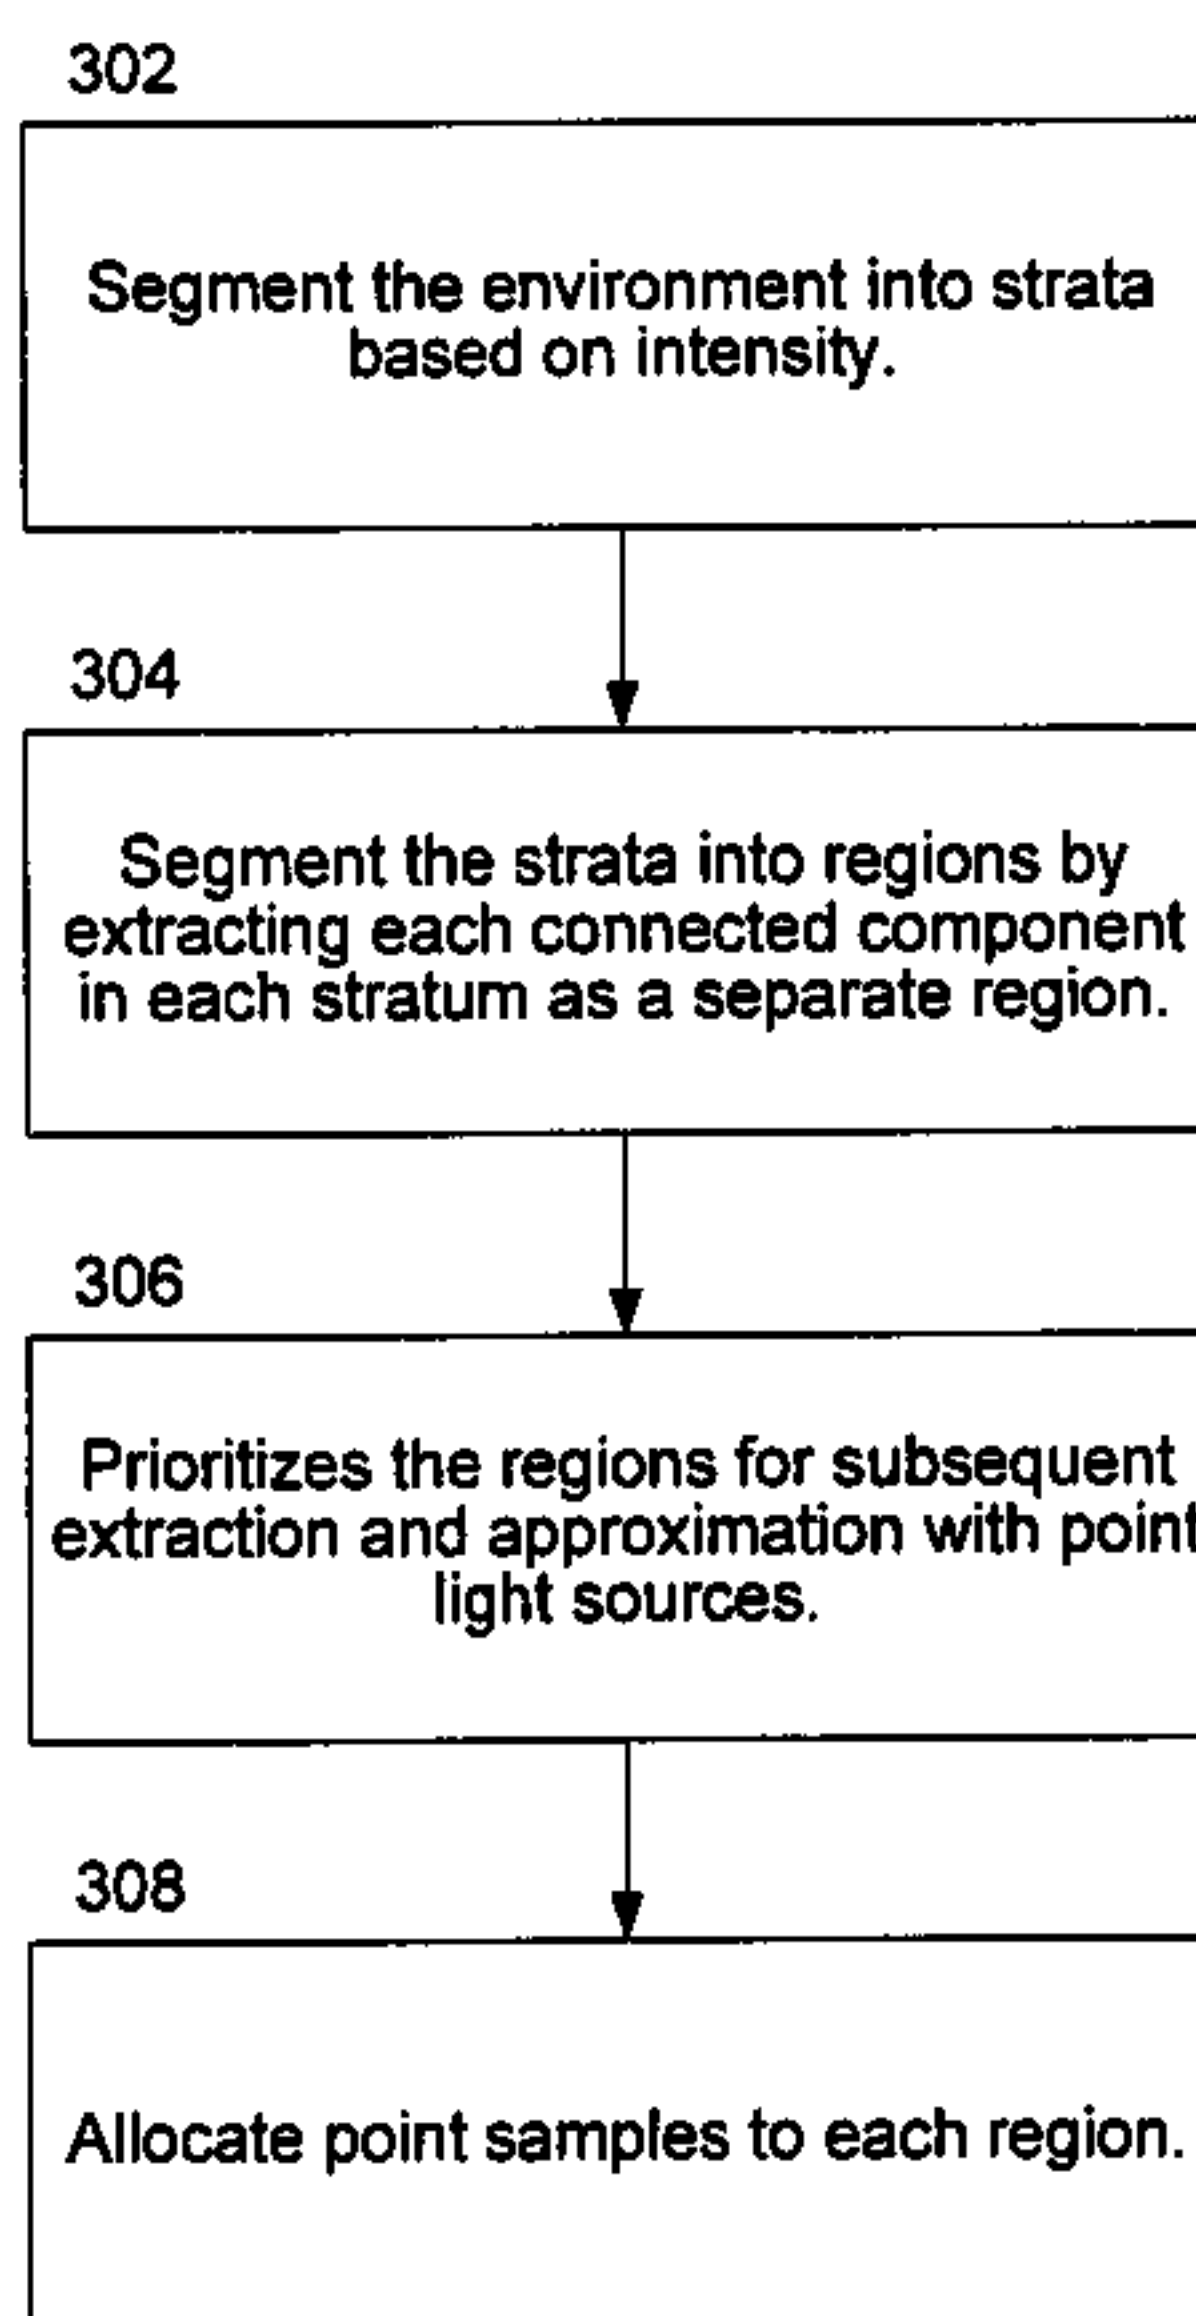 302
Segment the environment into strata
based on intensity.
304
Segment the strata into regions by
extracting each connected component
in each stratum as a separate region.
306
Prioritizes the regions for subsequent
extraction and approximation with point
light sources.
308
Allocate point samples to each region.